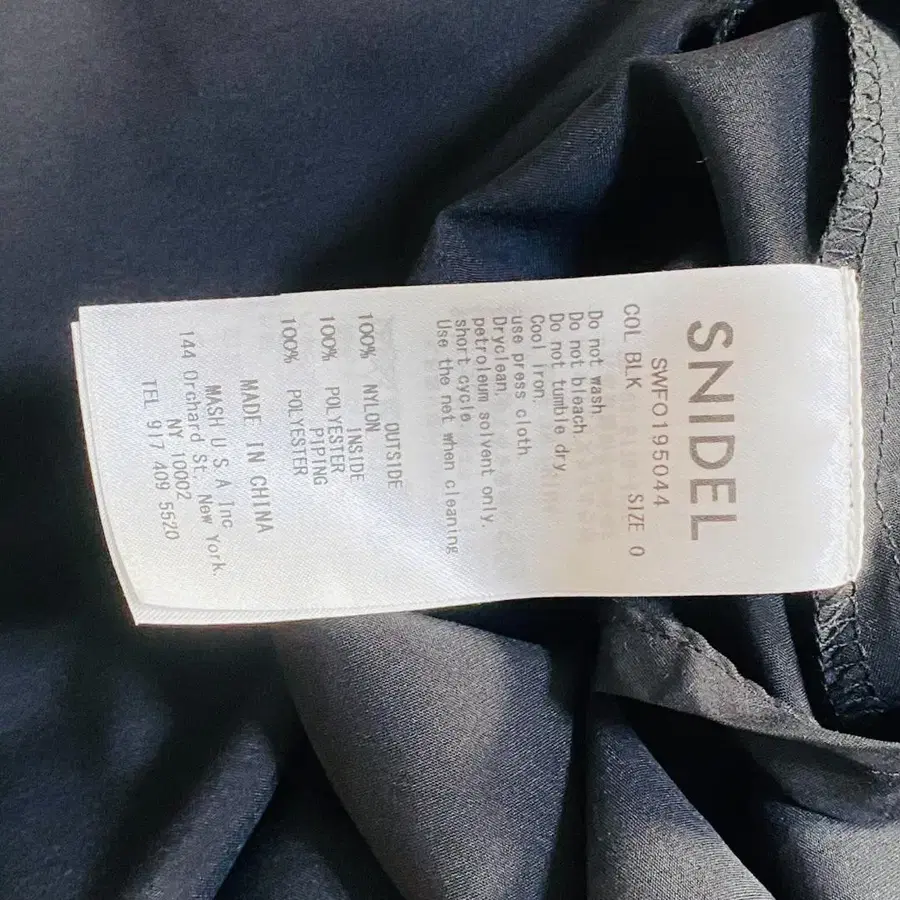 SNIDEL
SWFO195044
COL BLK SIZE 0
Do not wash.
Do not bleach.
Do not tumble dry.
Cool iron.
use press cloth.
Dryclean,
petroleum solvent only.
short cycle.
Use the net when cleaning
OUTSIDE
100% NYLON
INSIDE
100% POLYESTER
PIPING
100% POLYESTER
MADE IN CHINA
MASH U S A Inc
144 Orchard St. New York.
NY 10002
TEL 917 409 5520